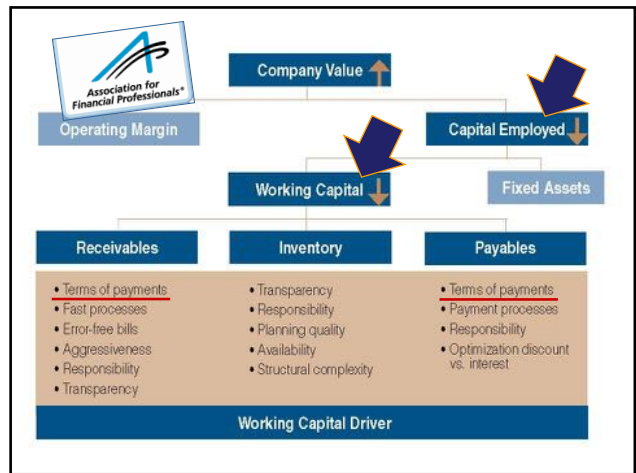 Association for
Financial Professionals®
Company Value
Operating Margin
Capital Employed
Working Capital
Fixed Assets
Receivables
Inventory
Payables
• Terms of payments
• Fast processes
• Error-free bills
• Aggressiveness
• Responsibility
• Transparency
• Transparency
• Responsibility
• Planning quality
• Availability
• Structural complexity
• Terms of payments
• Payment processes
• Responsibility
• Optimization discount
vs. interest
Working Capital Driver